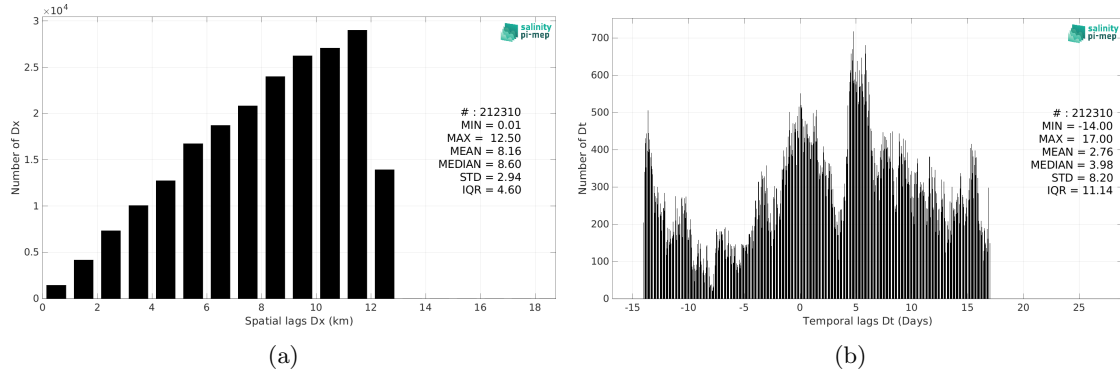 ×10⁴
3
2.5
2
1.5
1
0.5
0
Number of Dx
0 2 4 6 8 10 12 14 16 18
Spatial lags Dx (km)
salinity
pi-mep
# : 212310
MIN = 0.01
MAX = 12.50
MEAN = 8.16
MEDIAN = 8.60
STD = 2.94
IQR = 4.60
(a)
700
600
500
400
300
200
100
0
Number of Dt
-15 -10 -5 0 5 10 15 20 25
Temporal lags Dt (Days)
salinity
pi-mep
# : 212310
MIN = -14.00
MAX = 17.00
MEAN = 2.76
MEDIAN = 3.98
STD = 8.20
IQR = 11.14
(b)